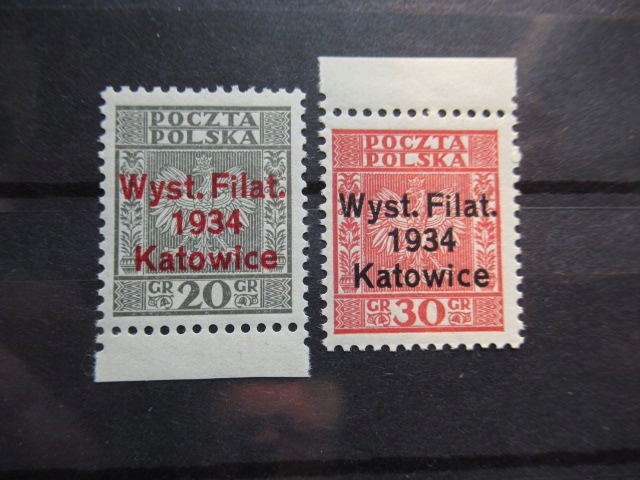 POCZTA
POLSKA
Wyst. Filat.
1934
Katowice
GR 20 GR
POCZTA
POLSKA
Wyst. Filat.
1934
Katowice
GR 30 GR